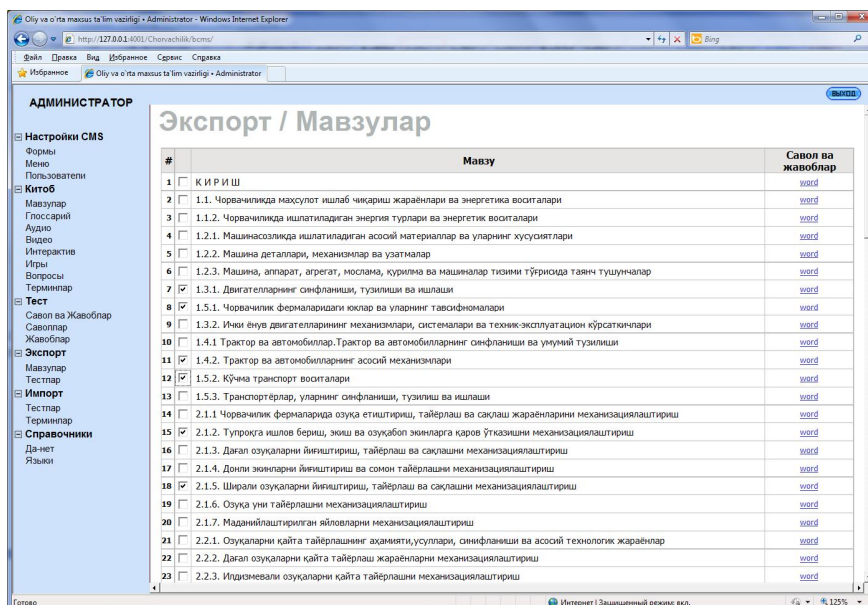 Oliy va o'rta maxsus ta'lim vazirligi • Administrator - Windows Internet Explorer
http://127.0.0.1:4001/Chorvachilik/bcms/
Bing
Файл Правка Вид Избранное Сервис Справка
Избранное Oliy va o'rta maxsus ta'lim vazirligi • Administrator
АДМИНИСТРАТОР
Настройки CMS
Формы
Меню
Пользователи
Китоб
Мавзулар
Глоссарий
Аудио
Видео
Интерактив
Игры
Вопросы
Терминлар
Тест
Савол ва Жавоблар
Саволлар
Жавоблар
Экспорт
Мавзулар
Тестлар
Импорт
Тестлар
Терминлар
Справочники
Да-нет
Языки
выход
Экспорт / Мавзулар
# Мавзу Савол ва жавоблар
1 К И Р И Ш word
2 1.1. Чорвачиликда маҳсулот ишлаб чиқариш жараёнлари ва энергетика воситалари word
3 1.1.2. Чорвачиликда ишлатиладиган энергия турлари ва энергетик воситалари word
4 1.2.1. Машинасозликда ишлатиладиган асосий материаллар ва уларнинг хусусиятлари word
5 1.2.2. Машина деталлари, механизмлар ва узатмалар word
6 1.2.3. Машина, аппарат, агрегат, мослама, қурилма ва машиналар тизими тўғрисида таянч тушунчалар word
7 1.3.1. Двигателларнинг синфланиши, тузилиши ва ишлаши word
8 1.5.1. Чорвачилик фермаларидаги юклар ва уларнинг тавсифномалари word
9 1.3.2. Ички ёнув двигателларининг механизмлари, системалари ва техник-эксплуатацион кўрсаткичлари word
10 1.4.1 Трактор ва автомобиллар.Трактор ва автомобилларнинг синфланиши ва умумий тузилиши word
11 1.4.2. Трактор ва автомобилларнинг асосий механизмлари word
12 1.5.2. Кўчма транспорт воситалари word
13 1.5.3. Транспортёрлар, уларнинг синфланиши, тузилиш ва ишлаши word
14 2.1.1 Чорвачилик фермаларида озуқа етиштириш, тайёрлаш ва сақлаш жараёнларини механизациялаштириш word
15 2.1.2. Тупроқга ишлов бериш, экиш ва озуқабоп экинларга қаров ўтказишни механизациялаштириш word
16 2.1.3. Дағал озуқаларни йиғиштириш, тайёрлаш ва сақлашни механизациялаштириш word
17 2.1.4. Донли экинларни йиғиштириш ва сомон тайёрлашни механизациялаштириш word
18 2.1.5. Ширали озуқаларни йиғиштириш, тайёрлаш ва сақлашни механизациялаштириш word
19 2.1.6. Озуқа уни тайёрлашни механизациялаштириш word
20 2.1.7. Маданийлаштирилган яйловларни механизациялаштириш word
21 2.2.1. Озуқаларни қайта тайёрлашнинг аҳамияти,усуллари, синифланиши ва асосий технологик жараёнлар word
22 2.2.2. Дағал озуқаларни қайта тайёрлаш жараёнларни механизациялаштириш word
23 2.2.3. Илдизмевали озуқаларни қайта тайёрлашни механизациялаштириш word
Готово Интернет | Защищенный режим: вкл. 125%